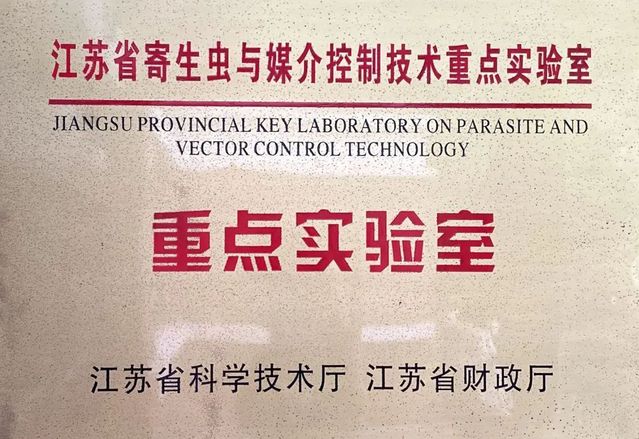 江苏省寄生虫与媒介控制技术重点实验室
JIANGSU PROVINCIAL KEY LABORATORY ON PARASITE AND
VECTOR CONTROL TECHNOLOGY
重点实验室
江苏省科学技术厅 江苏省财政厅